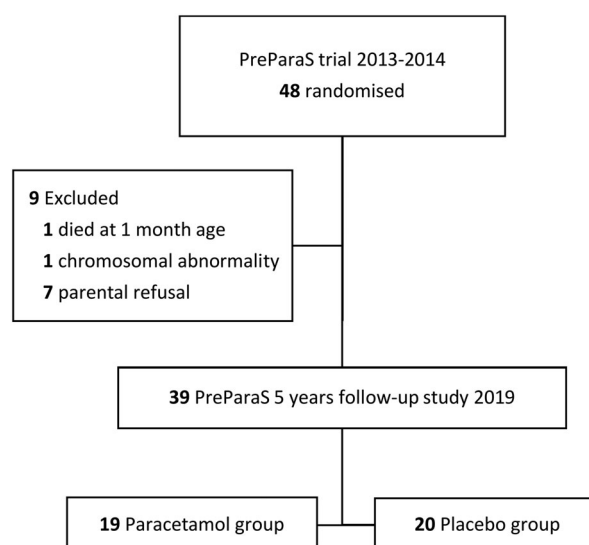 PreParaS trial 2013-2014
48 randomised
9 Excluded
1 died at 1 month age
1 chromosomal abnormality
7 parental refusal
39 PreParaS 5 years follow-up study 2019
19 Paracetamol group
20 Placebo group